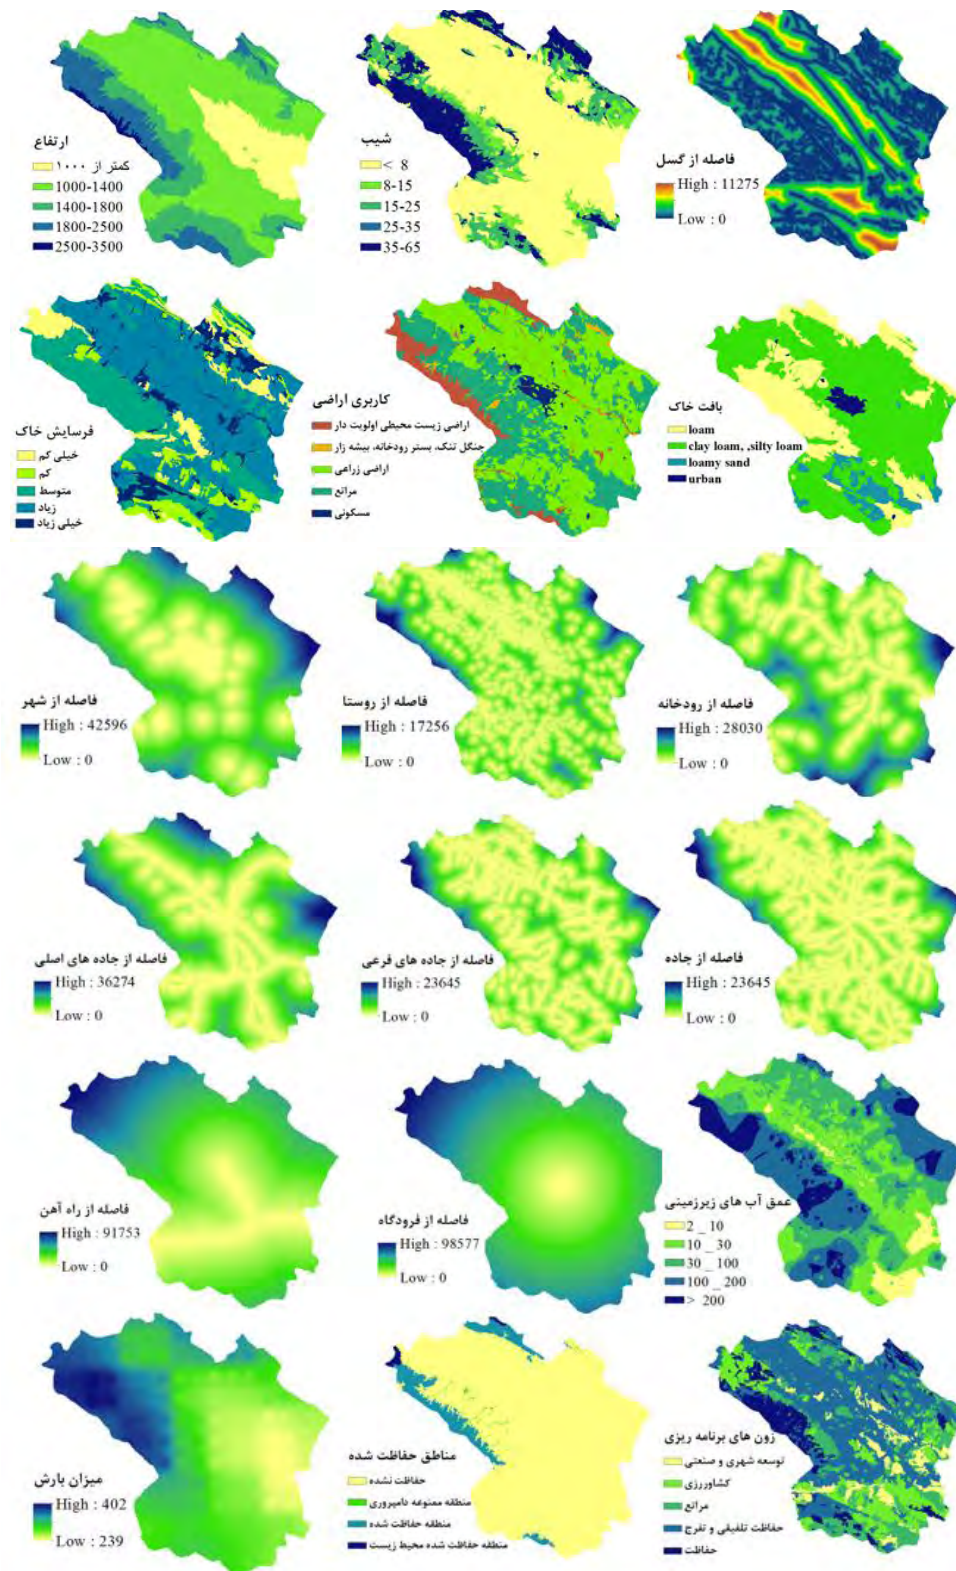 ارتفاع
کمتر از ۱۰۰۰
1000-1400
1400-1800
1800-2500
2500-3500
شیب
< 8
8-15
15-25
25-35
35-65
فاصله از گسل
High : 11275
Low : 0
فرسایش خاک
خیلی کم
کم
متوسط
زیاد
خیلی زیاد
کاربری اراضی
اراضی زیست محیطی اولویت دار
جنگل تنک، بستر رودخانه، بیشه زار
اراضی زراعی
مراتع
مسکونی
بافت خاک
loam
clay loam, ,silty loam
loamy sand
urban
فاصله از شهر
High : 42596
Low : 0
فاصله از روستا
High : 17256
Low : 0
فاصله از رودخانه
High : 28030
Low : 0
فاصله از جاده های اصلی
High : 36274
Low : 0
فاصله از جاده های فرعی
High : 23645
Low : 0
فاصله از جاده
High : 23645
Low : 0
فاصله از راه آهن
High : 91753
Low : 0
فاصله از فرودگاه
High : 98577
Low : 0
عمق آب های زیرزمینی
2 _ 10
10 _ 30
30 _ 100
100 _ 200
> 200
میزان بارش
High : 402
Low : 239
مناطق حفاظت شده
حفاظت نشده
منطقه ممنوعه دامپروری
منطقه حفاظت شده
منطقه حفاظت شده محیط زیست
زون های برنامه ریزی
توسعه شهری و صنعتی
کشاورزی
مراتع
حفاظت تلفیقی و تفرج
حفاظت